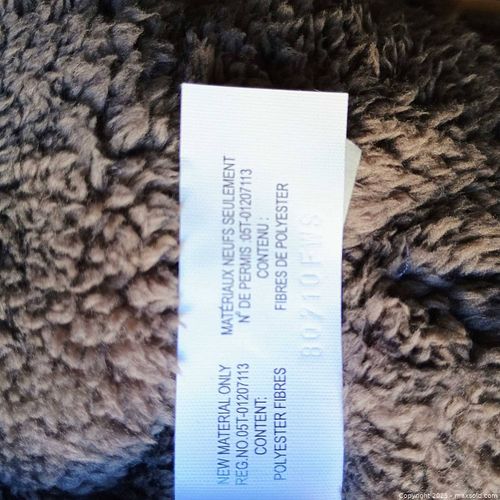 NEW MATERIAL ONLY
REG.NO.05T-01207113
CONTENT:
POLYESTER FIBRES
MATÉRIAUX NEUFS SEULEMENT
N° DE PERMIS :05T-01207113
CONTENU :
FIBRES DE POLYESTER
Copyright 2025 - maxsold.com